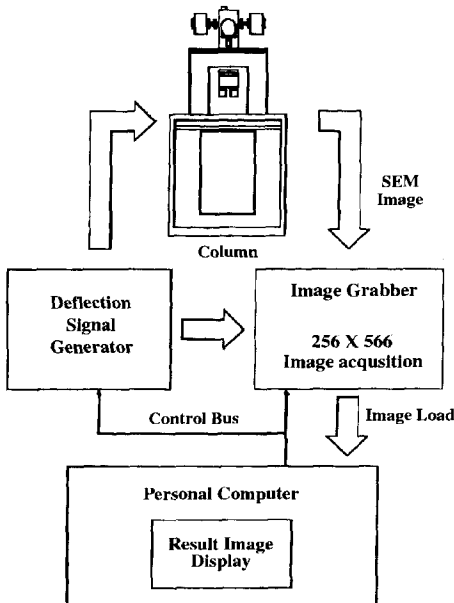 SEM
Image
Column
Deflection
Signal
Generator
Image Grabber
256 X 566
Image acqusition
Control Bus
Image Load
Personal Computer
Result Image
Display